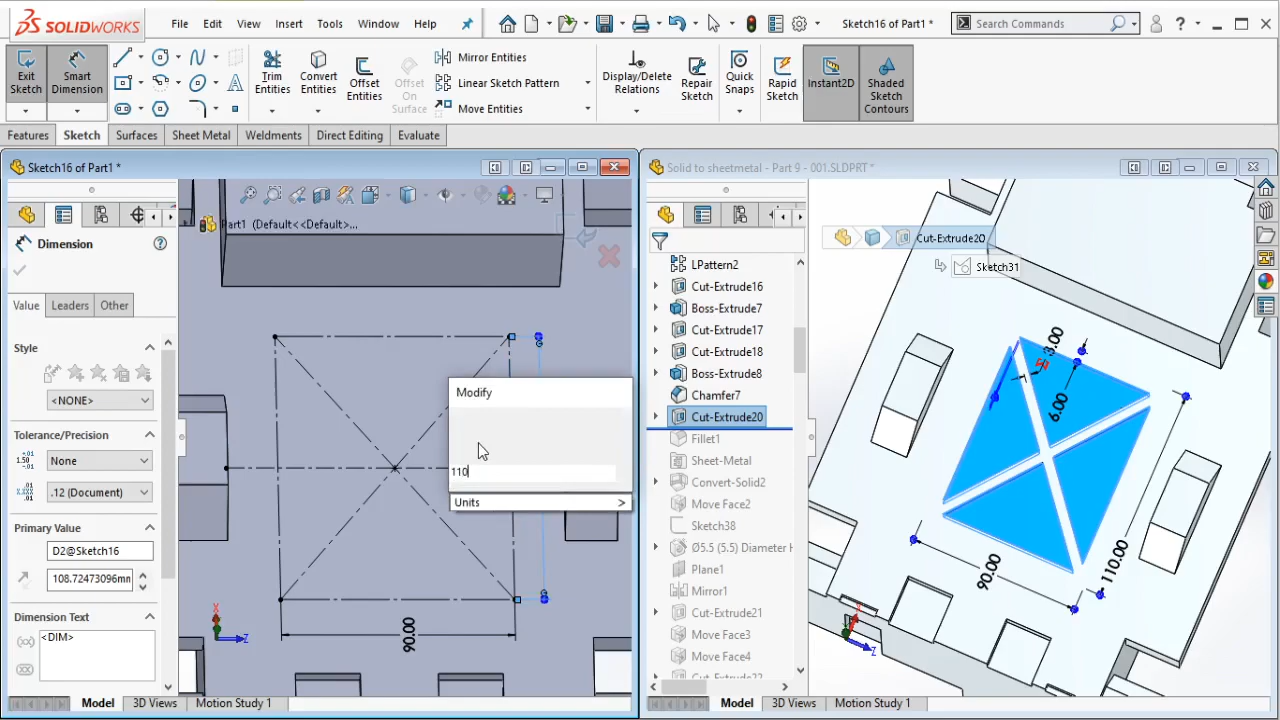 SOLIDWORKS File Edit View Insert Tools Window Help Sketch16 of Part1 * Search Commands
Exit Sketch
Smart Dimension
Trim Entities
Convert Entities
Offset Entities
Offset On Surface
Mirror Entities
Linear Sketch Pattern
Move Entities
Display/Delete Relations
Repair Sketch
Quick Snaps
Rapid Sketch
Instant2D
Shaded Sketch Contours
Features Sketch Surfaces Sheet Metal Weldments Direct Editing Evaluate
Sketch16 of Part1 *
Part1 (Default<<Default>...
Dimension
Value Leaders Other
Style
<NONE>
Tolerance/Precision
1.50
None
.12 (Document)
Primary Value
D2@Sketch16
108.72473096mm
Dimension Text
<DIM>
Modify
110
Units >
90.00
X
Z
Model 3D Views Motion Study 1
Solid to sheetmetal - Part 9 - 001.SLDPRT *
LPattern2
Cut-Extrude16
Boss-Extrude7
Cut-Extrude17
Cut-Extrude18
Boss-Extrude8
Chamfer7
Cut-Extrude20
Fillet1
Sheet-Metal
Convert-Solid2
Move Face2
Sketch38
Ø5.5 (5.5) Diameter H
Plane1
Mirror1
Cut-Extrude21
Move Face3
Move Face4
Cut-Extrude20
Sketch31
3.00
6.00
90.00
110.00
Z
Model 3D Views Motion Study 1